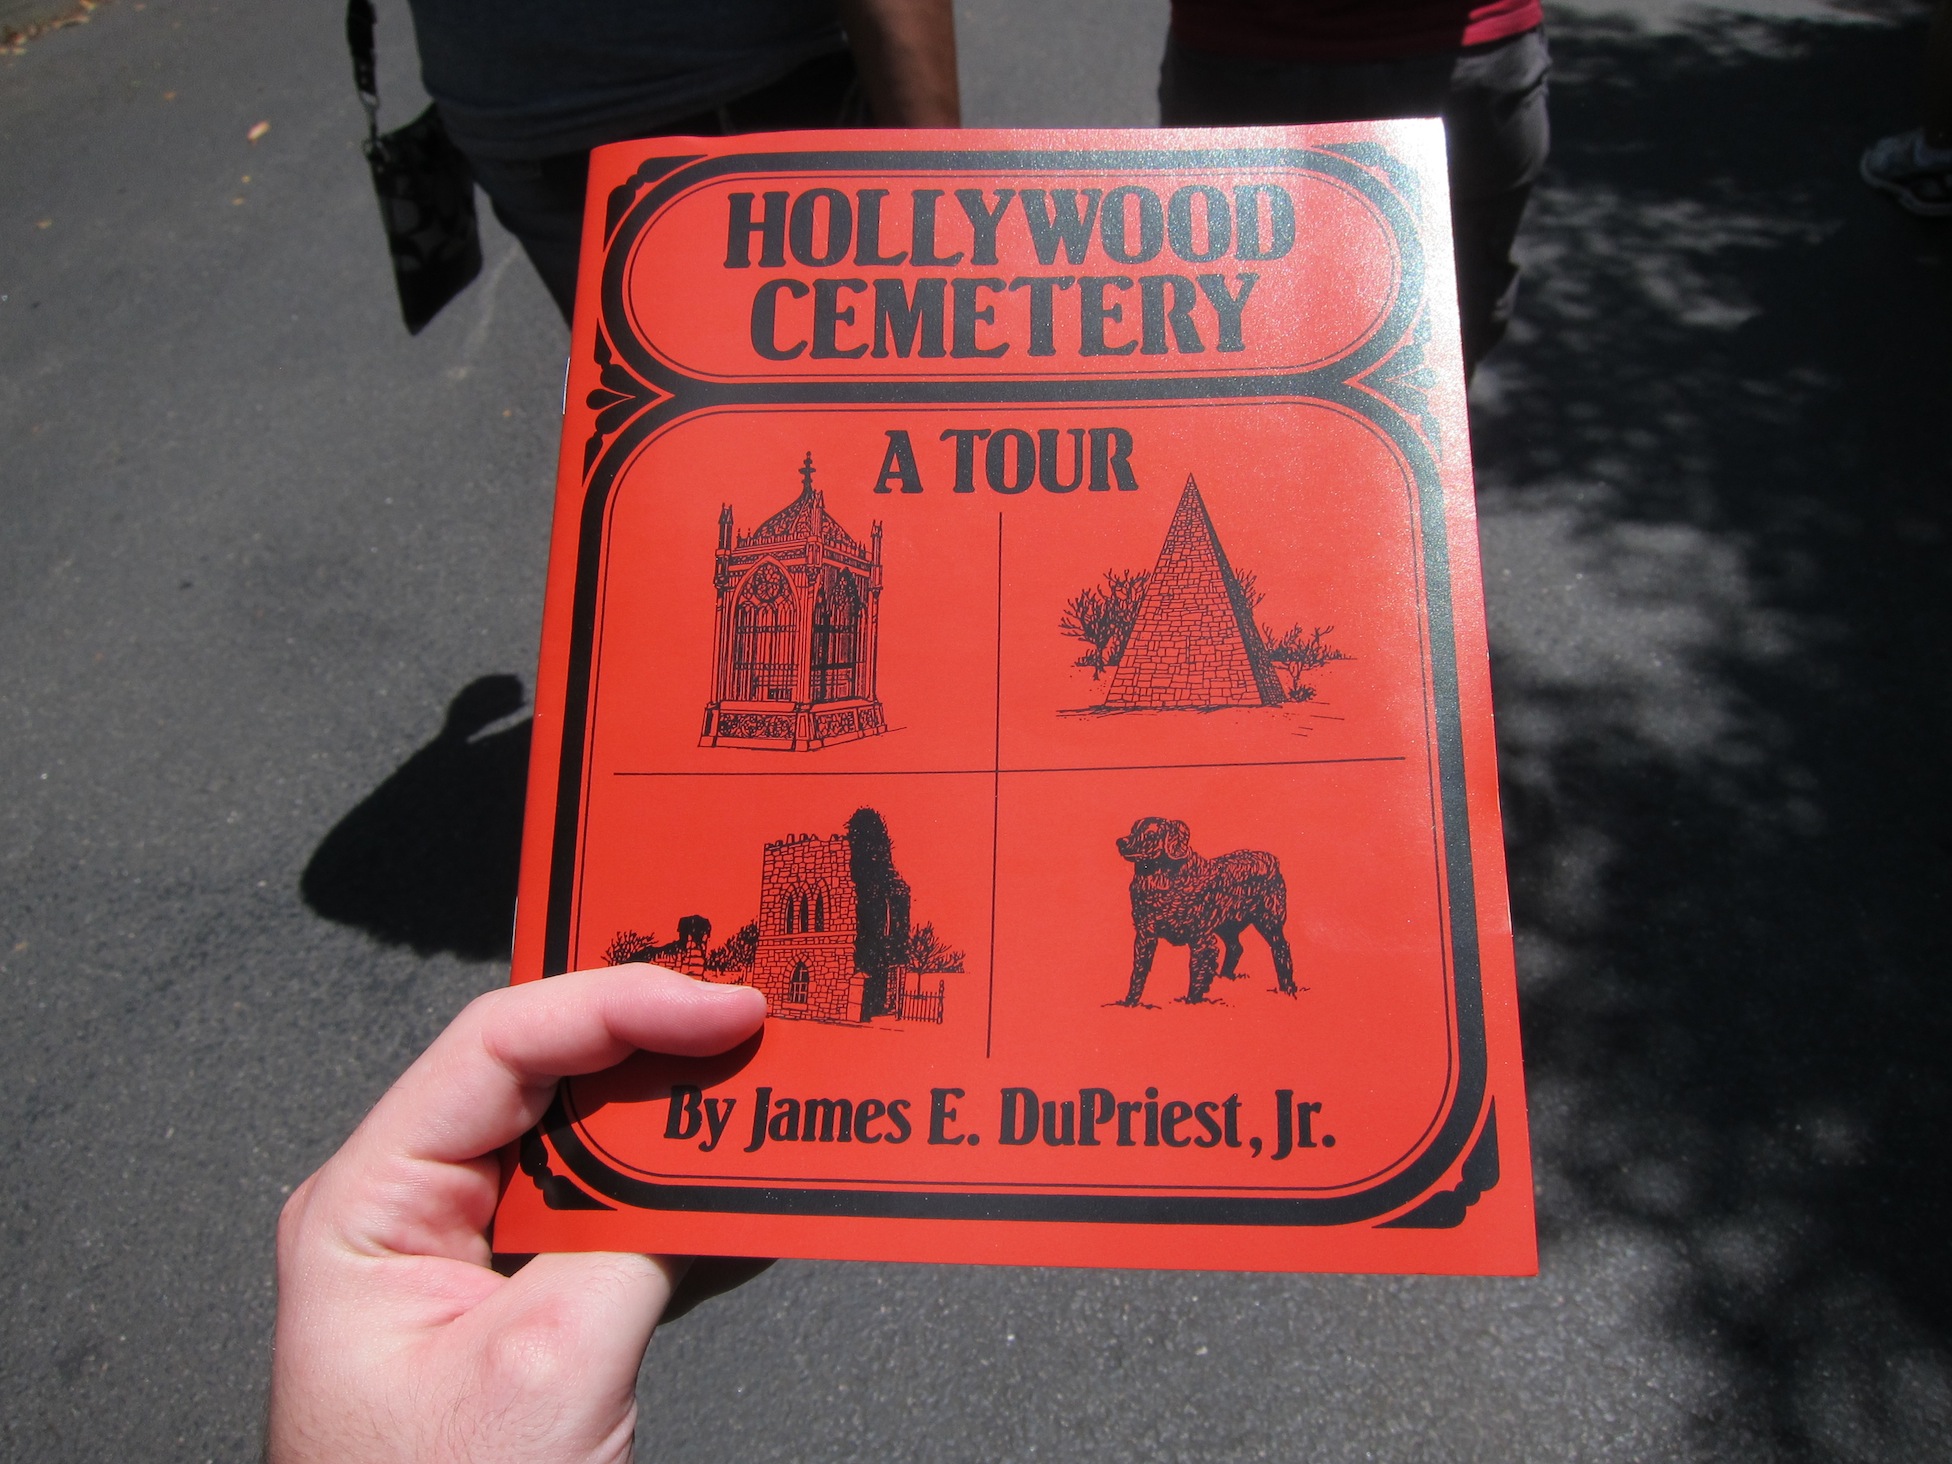 HOLLYWOOD
CEMETERY
A TOUR
By James E. DuPriest, Jr.